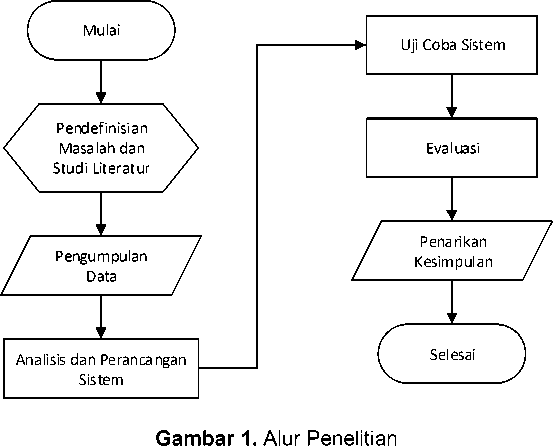 Mulai
Pendefinisian
Masalah dan
Studi Literatur
Pengumpulan
Data
Analisis dan Perancangan
Sistem
Uji Coba Sistem
Evaluasi
Penarikan
Kesimpulan
Selesai
Gambar 1. Alur Penelitian